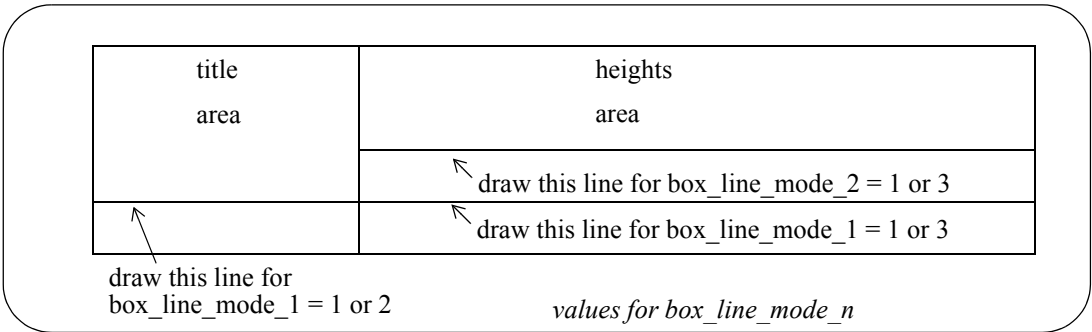 title
area
heights
area
draw this line for box_line_mode_2 = 1 or 3
draw this line for box_line_mode_1 = 1 or 3
draw this line for
box_line_mode_1 = 1 or 2
values for box_line_mode_n